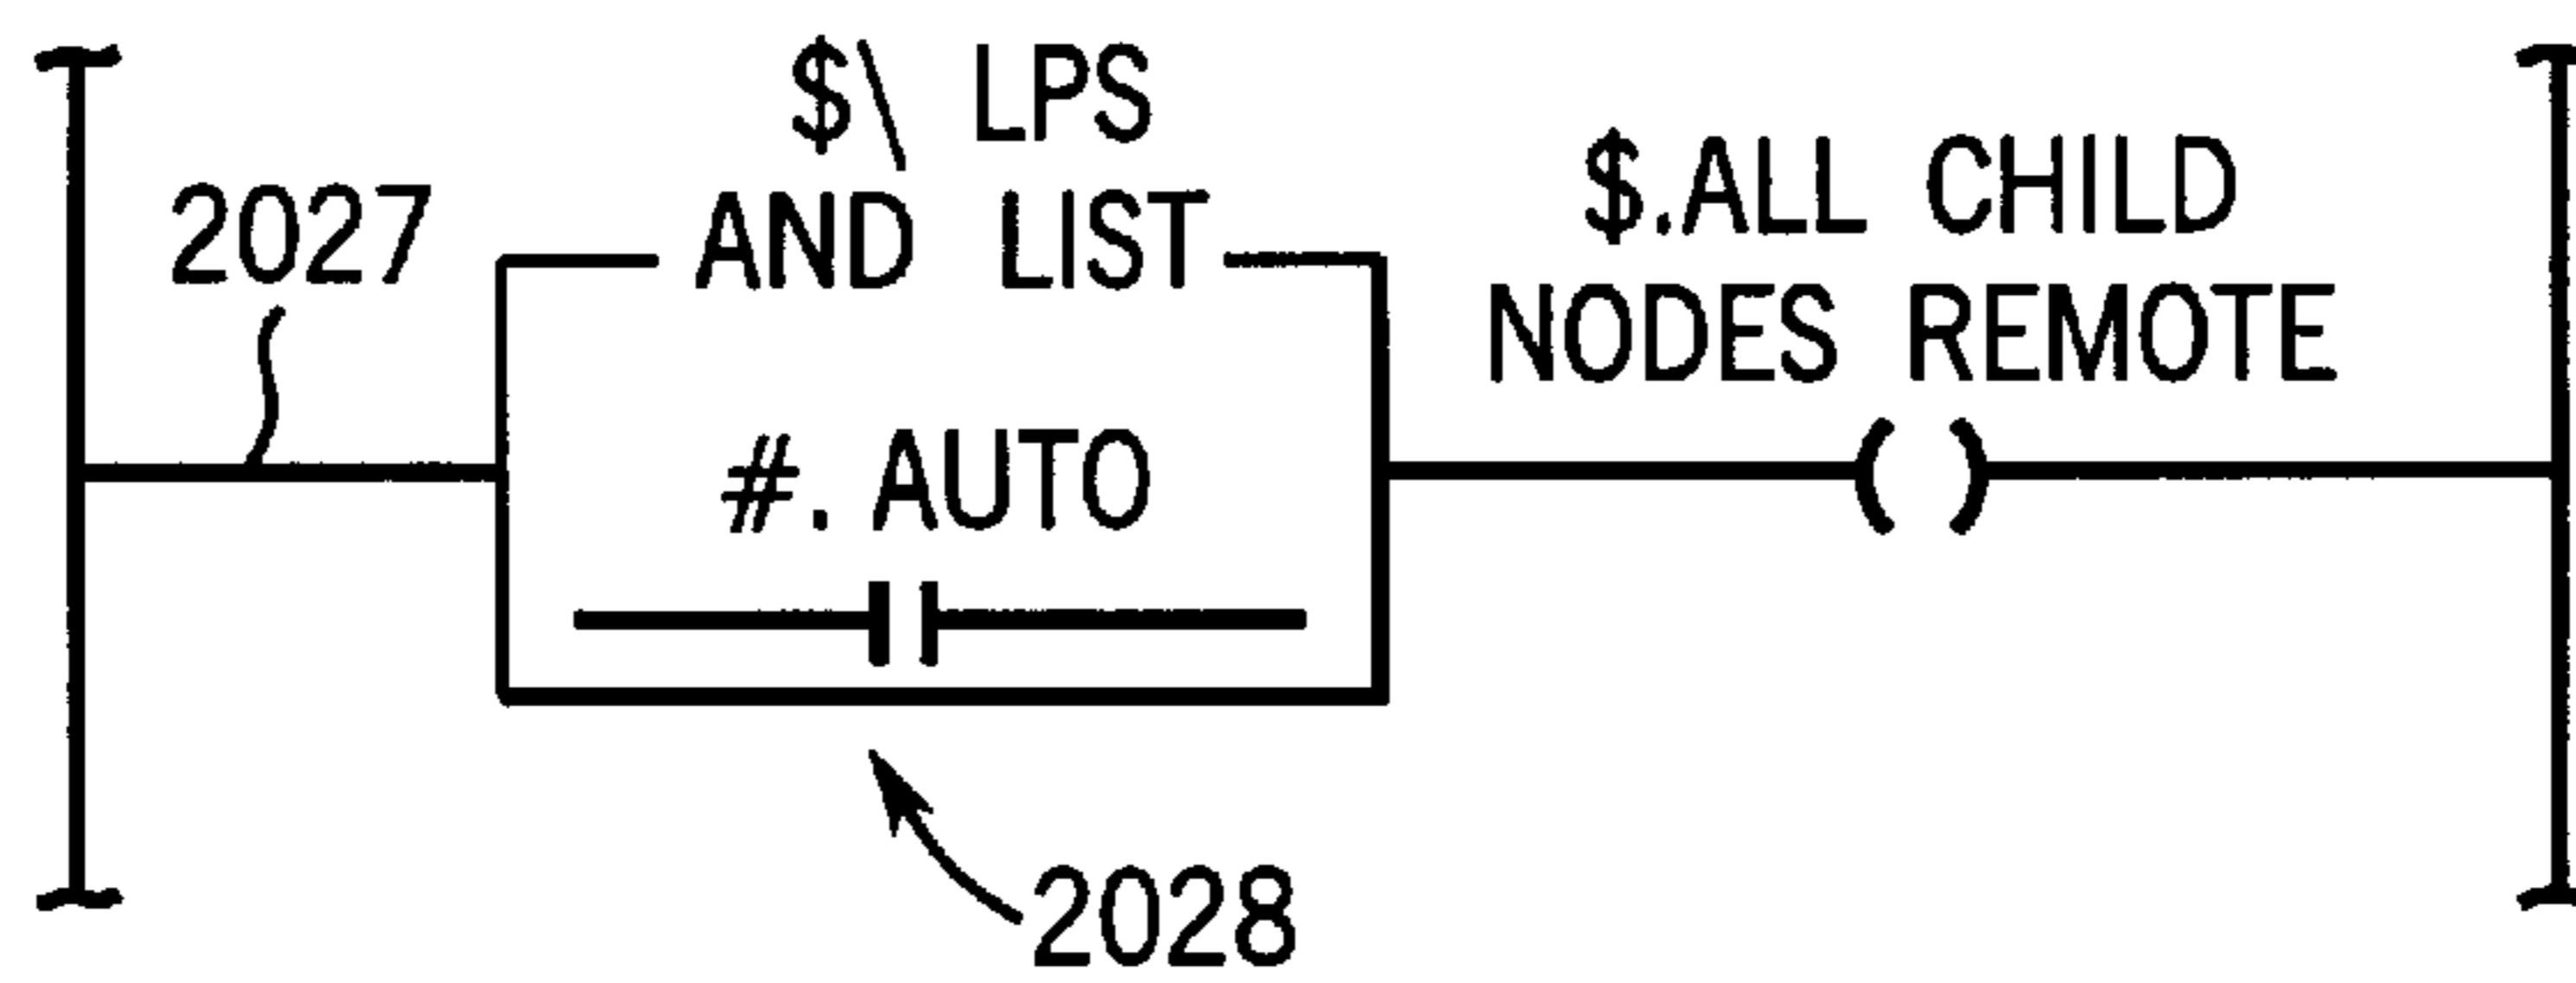 $\ LPS
AND LIST
2027
#. AUTO
$.ALL CHILD
NODES REMOTE
2028